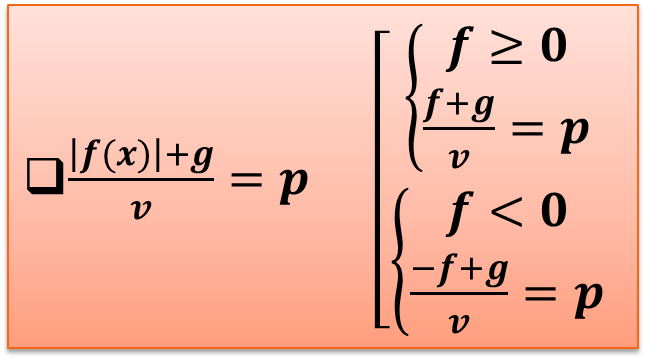 ❑ |f(x)|+g / v = p
f ≥ 0
f+g / v = p
f < 0
−f+g / v = p